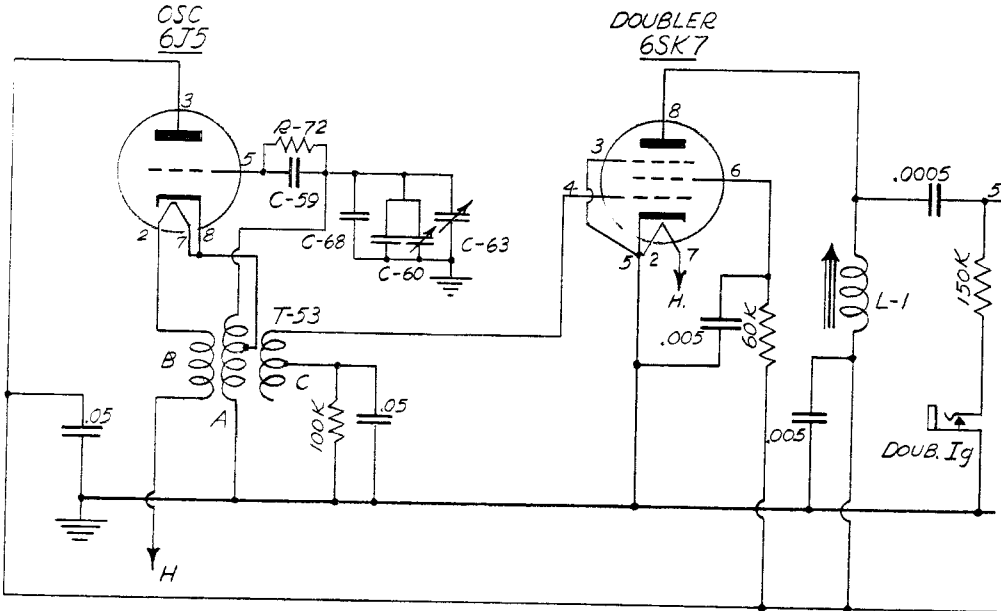 OSC
6J5
DOUBLER
6SK7
3
8
R-72
5
3
6
.0005
5
4
C-59
2
7
8
C-68
C-63
C-60
5
2
7
H.
150K
L-1
T-53
.005
60K
B
C
A
.05
100K
.05
.005
DOUB. Ig
H